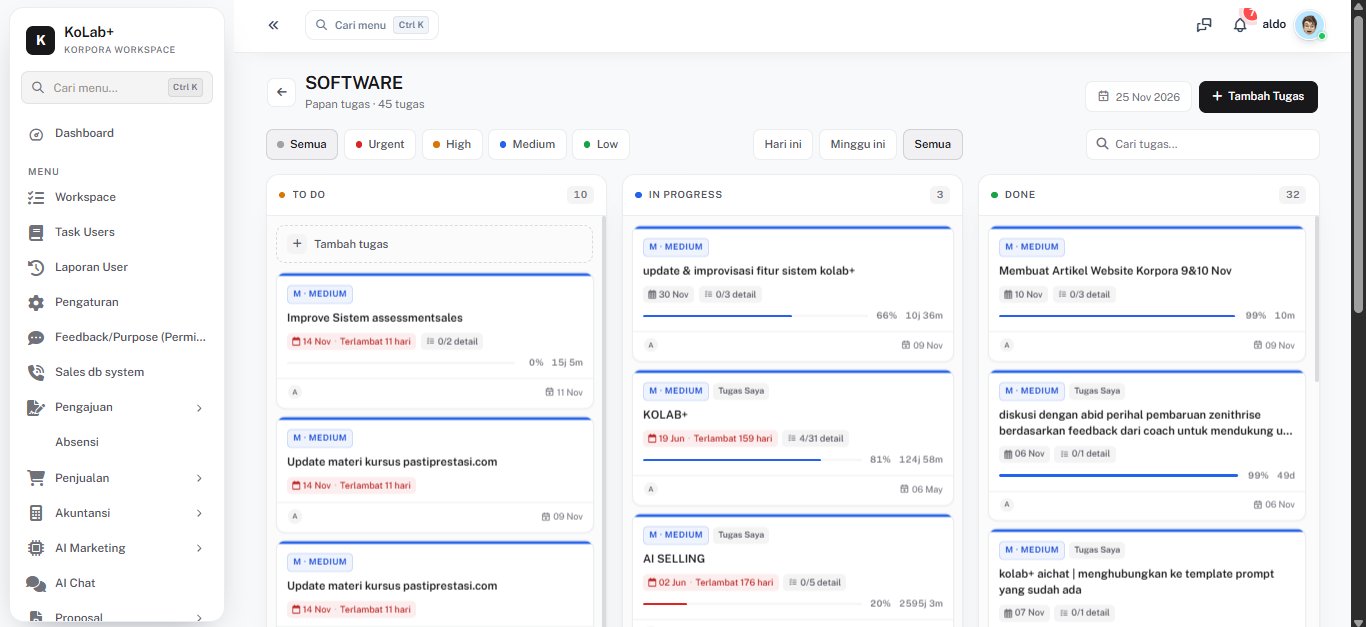 K
KoLab+
KORPORA WORKSPACE
Cari menu...
Ctrl K
Dashboard
MENU
Workspace
Task Users
Laporan User
Pengaturan
Feedback/Purpose (Permi...
Sales db system
Pengajuan
Absensi
Penjualan
Akuntansi
AI Marketing
AI Chat
Proposal
Cari menu
Ctrl K
7
aldo
SOFTWARE
Papan tugas · 45 tugas
25 Nov 2026
+ Tambah Tugas
Semua
Urgent
High
Medium
Low
Hari ini
Minggu ini
Semua
Cari tugas...
TO DO
10
+ Tambah tugas
M · MEDIUM
Improve Sistem assessmentsales
14 Nov · Terlambat 11 hari
0/2 detail
0% 15j 5m
A
11 Nov
M · MEDIUM
Update materi kursus pastiprestasi.com
14 Nov · Terlambat 11 hari
A
09 Nov
M · MEDIUM
Update materi kursus pastiprestasi.com
14 Nov · Terlambat 11 hari
IN PROGRESS
3
M · MEDIUM
update & improvisasi fitur sistem kolab+
30 Nov
0/3 detail
66% 10j 36m
A
09 Nov
M · MEDIUM
Tugas Saya
KOLAB+
19 Jun · Terlambat 159 hari
4/31 detail
81% 124j 58m
A
06 May
M · MEDIUM
Tugas Saya
AI SELLING
02 Jun · Terlambat 176 hari
0/5 detail
20% 2595j 3m
DONE
32
M · MEDIUM
Membuat Artikel Website Korpora 9&10 Nov
10 Nov
0/3 detail
99% 10m
A
09 Nov
M · MEDIUM
Tugas Saya
diskusi dengan abid perihal pembaruan zenithrise
berdasarkan feedback dari coach untuk mendukung u...
06 Nov
0/1 detail
99% 49d
A
06 Nov
M · MEDIUM
Tugas Saya
kolab+ aichat | menghubungkan ke template prompt
yang sudah ada
07 Nov
0/1 detail